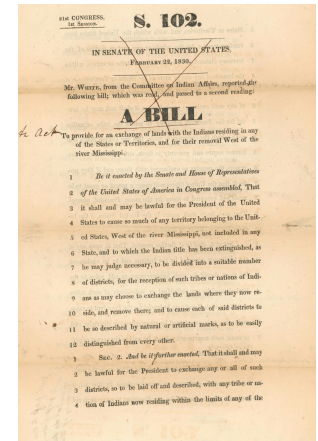 21st CONGRESS,
1st Session.
S. 102.
IN SENATE OF THE UNITED STATES,
February 22, 1830.
Mr. White, from the Committee on Indian Affairs, reported the
following bill; which was read, and passed to a second reading:
A BILL
Act
To provide for an exchange of lands with the Indians residing in any
of the States or Territories, and for their removal West of the
river Mississippi.
1 Be it enacted by the Senate and House of Representatives
2 of the United States of America in Congress assembled, That
3 it shall and may be lawful for the President of the United
4 States to cause so much of any territory belonging to the Unit-
5 ed States, West of the river Mississippi, not included in any
6 State, and to which the Indian title has been extinguished, as
7 he may judge necessary, to be divided into a suitable number
8 of districts, for the reception of such tribes or nations of Indi-
9 ans as may choose to exchange the lands where they now re-
10 side, and remove there; and to cause each of said districts to
11 be so described by natural or artificial marks, as to be easily
12 distinguished from every other.
1 Sec. 2. And be it further enacted, That it shall and may
2 be lawful for the President to exchange any or all of such
3 districts, so to be laid off and described, with any tribe or na-
4 tion of Indians now residing within the limits of any of the